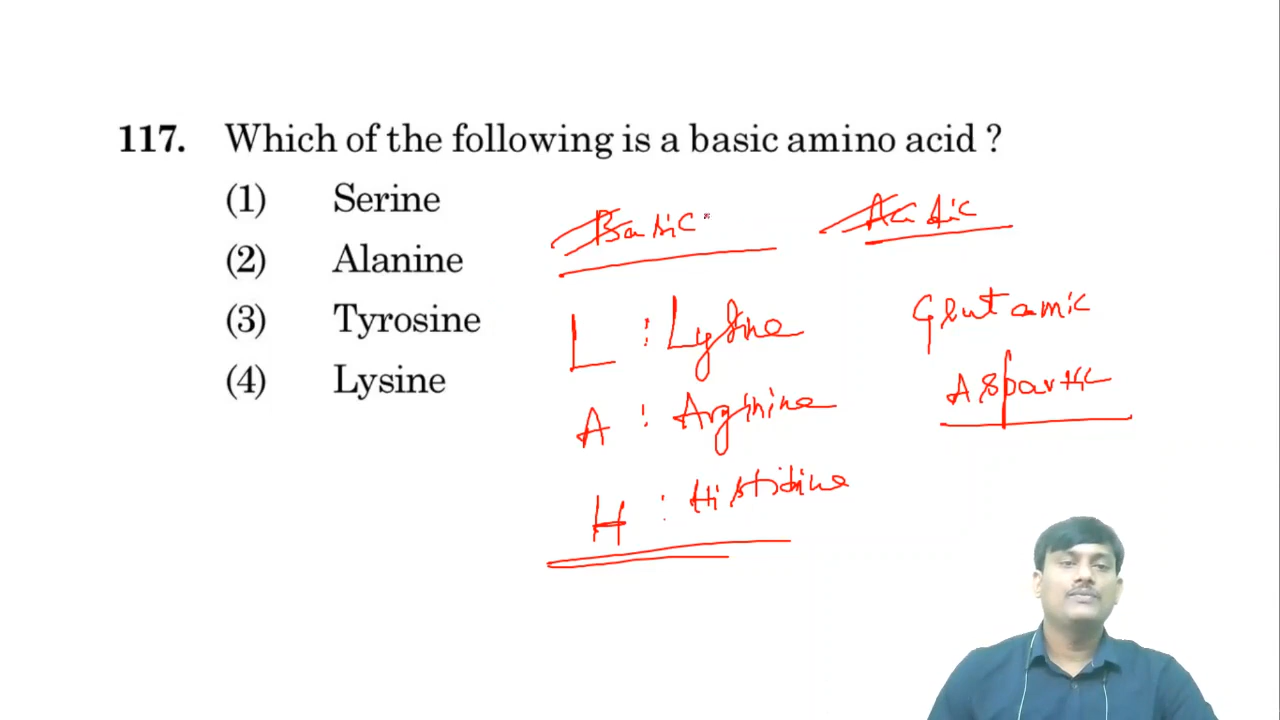 117. Which of the following is a basic amino acid ?
(1) Serine
(2) Alanine
(3) Tyrosine
(4) Lysine
Basic
Acidic
L : Lysine
A : Arginine
H : Histidine
Glutamic
Aspartic